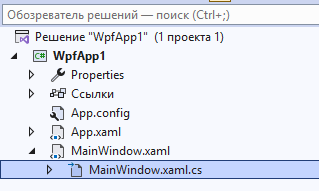 Обозреватель решений — поиск (Ctrl+;)
Решение "WpfApp1" (1 проекта 1)
C# WpfApp1
Properties
Ссылки
App.config
App.xaml
MainWindow.xaml
MainWindow.xaml.cs